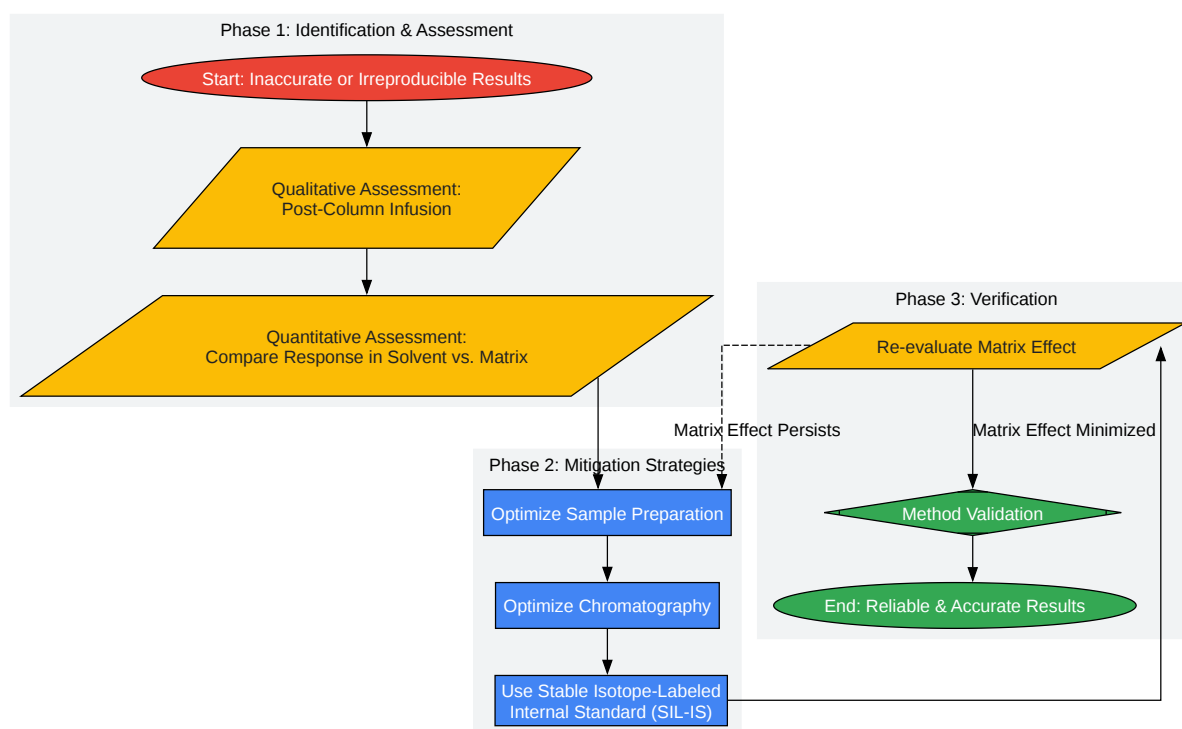 Phase 1: Identification & Assessment
Start: Inaccurate or Irreproducible Results
Qualitative Assessment:
Post-Column Infusion
Quantitative Assessment:
Compare Response in Solvent vs. Matrix
Phase 3: Verification
Re-evaluate Matrix Effect
Matrix Effect Persists
Matrix Effect Minimized
Phase 2: Mitigation Strategies
Optimize Sample Preparation
Method Validation
Optimize Chromatography
End: Reliable & Accurate Results
Use Stable Isotope-Labeled
Internal Standard (SIL-IS)